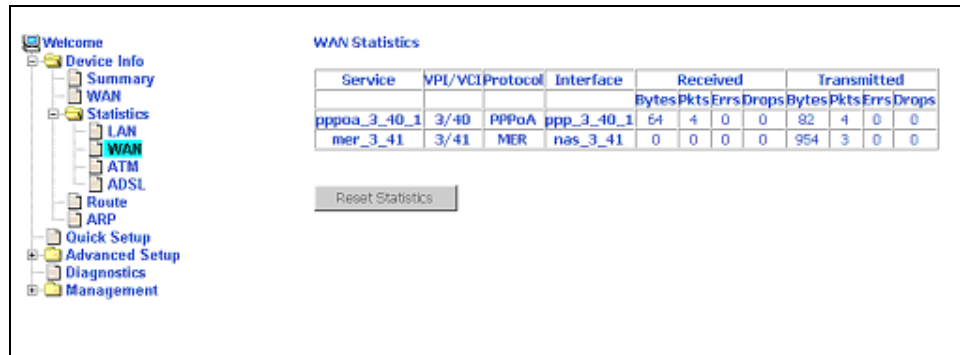 Welcome
Device Info
Summary
WAN
Statistics
LAN
WAN
ATM
ADSL
Route
ARP
Quick Setup
Advanced Setup
Diagnostics
Management
WAN Statistics
Service VPI/VCI Protocol Interface Received Transmitted
Bytes Pkts Errs Drops Bytes Pkts Errs Drops
pppoa_3_40_1 3/40 PPPoA ppp_3_40_1 64 4 0 0 82 4 0 0
mer_3_41 3/41 MER nas_3_41 0 0 0 0 954 3 0 0
Reset Statistics